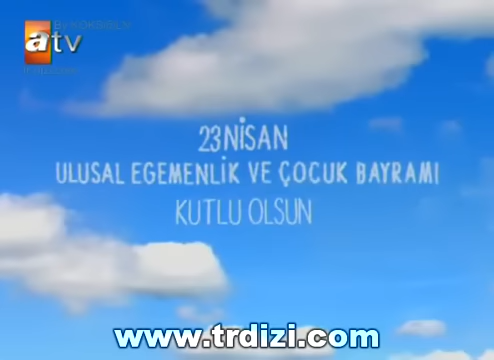 atv
23 NİSAN
ULUSAL EGEMENLİK VE ÇOCUK BAYRAMI
KUTLU OLSUN
www.trdizi.com